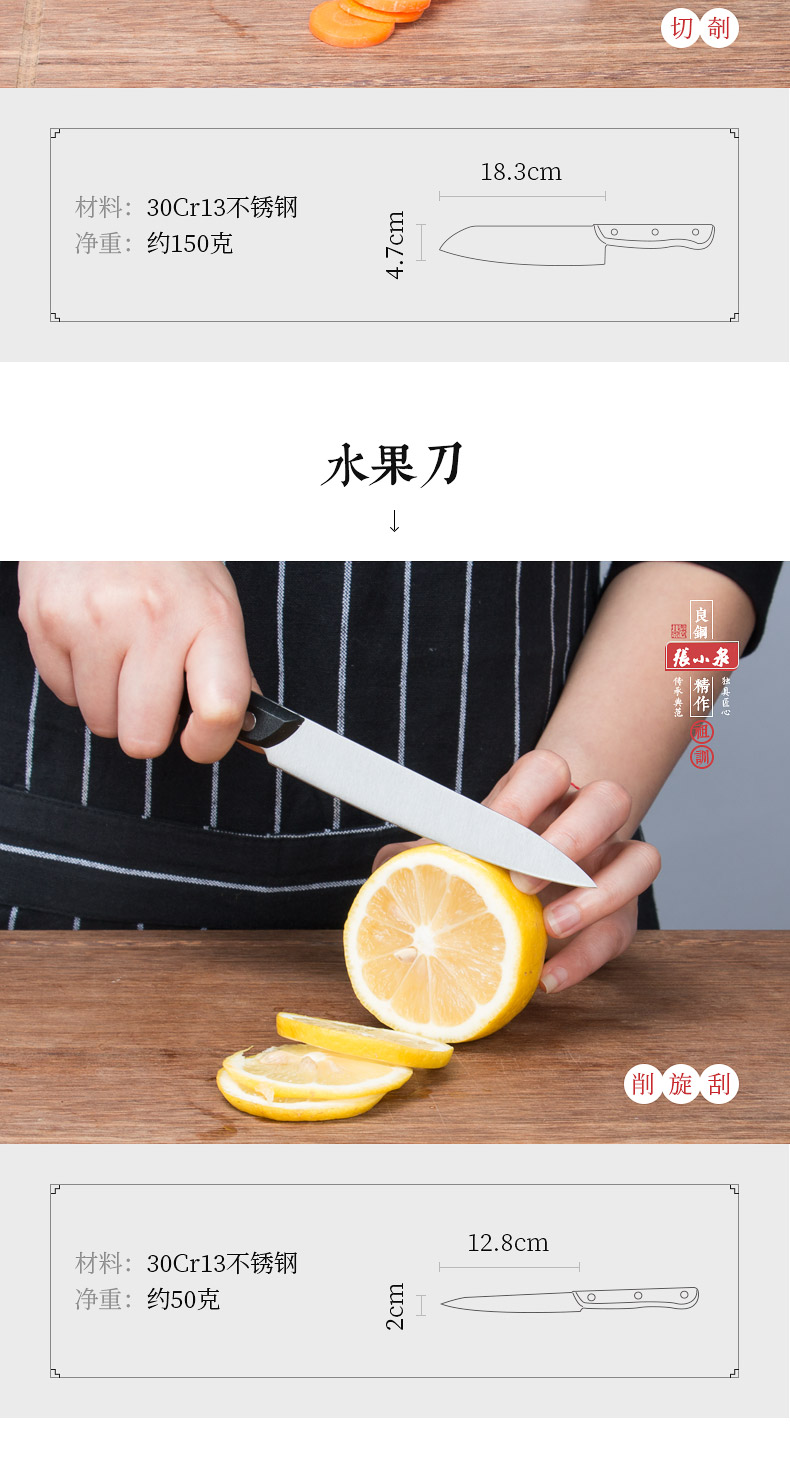 切 剞
18.3cm
材料：30Cr13不锈钢
净重：约150克
4.7cm
水果刀
↓
良鋼
張小泉
精作
传承典范
独具匠心
祖訓
削 旋 刮
12.8cm
材料：30Cr13不锈钢
净重：约50克
2cm